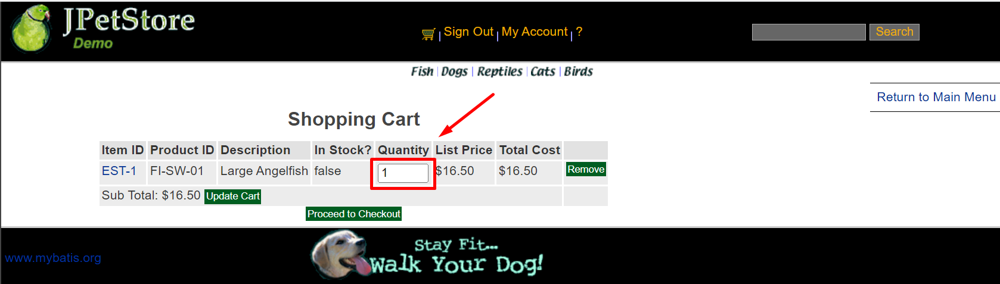 JPetStore
Demo
Sign Out | My Account | ?
Search
Fish | Dogs | Reptiles | Cats | Birds
Return to Main Menu
Shopping Cart
Item ID Product ID Description In Stock? Quantity List Price Total Cost
EST-1 FI-SW-01 Large Angelfish false 1 $16.50 $16.50 Remove
Sub Total: $16.50 Update Cart
Proceed to Checkout
www.mybatis.org
Stay Fit...
Walk Your Dog!